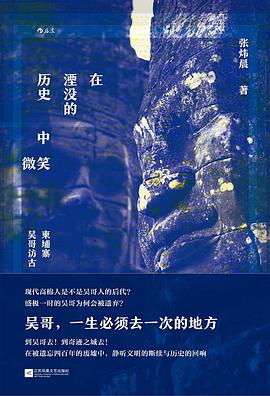 后浪
张炜晨 著
在
湮没的
历史
中
微笑
柬埔寨
吴哥访古
现代高棉人是不是吴哥人的后代？
盛极一时的吴哥为何会被遗弃？
吴哥，一生必须去一次的地方
到吴哥去！到奇迹之城去！
在被遗忘四百年的废墟中，静听文明的断续与历史的回响
江苏凤凰文艺出版社